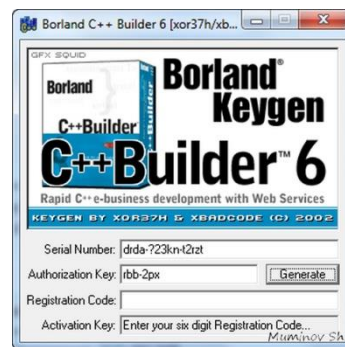 Borland C++ Builder 6 [xor37h/xb...
GFX SQUID
Borland
C++Builder
Borland®
Keygen
C++Builder™ 6
Rapid C++ e-business development with Web Services
KEYGEN BY XOR37H & XBADCODE (C) 2002
Serial Number: drda-?23kn-t2rzt
Authorization Key: rbb-2px
Generate
Registration Code:
Activation Key: Enter your six digit Registration Code...
Muminov Sh